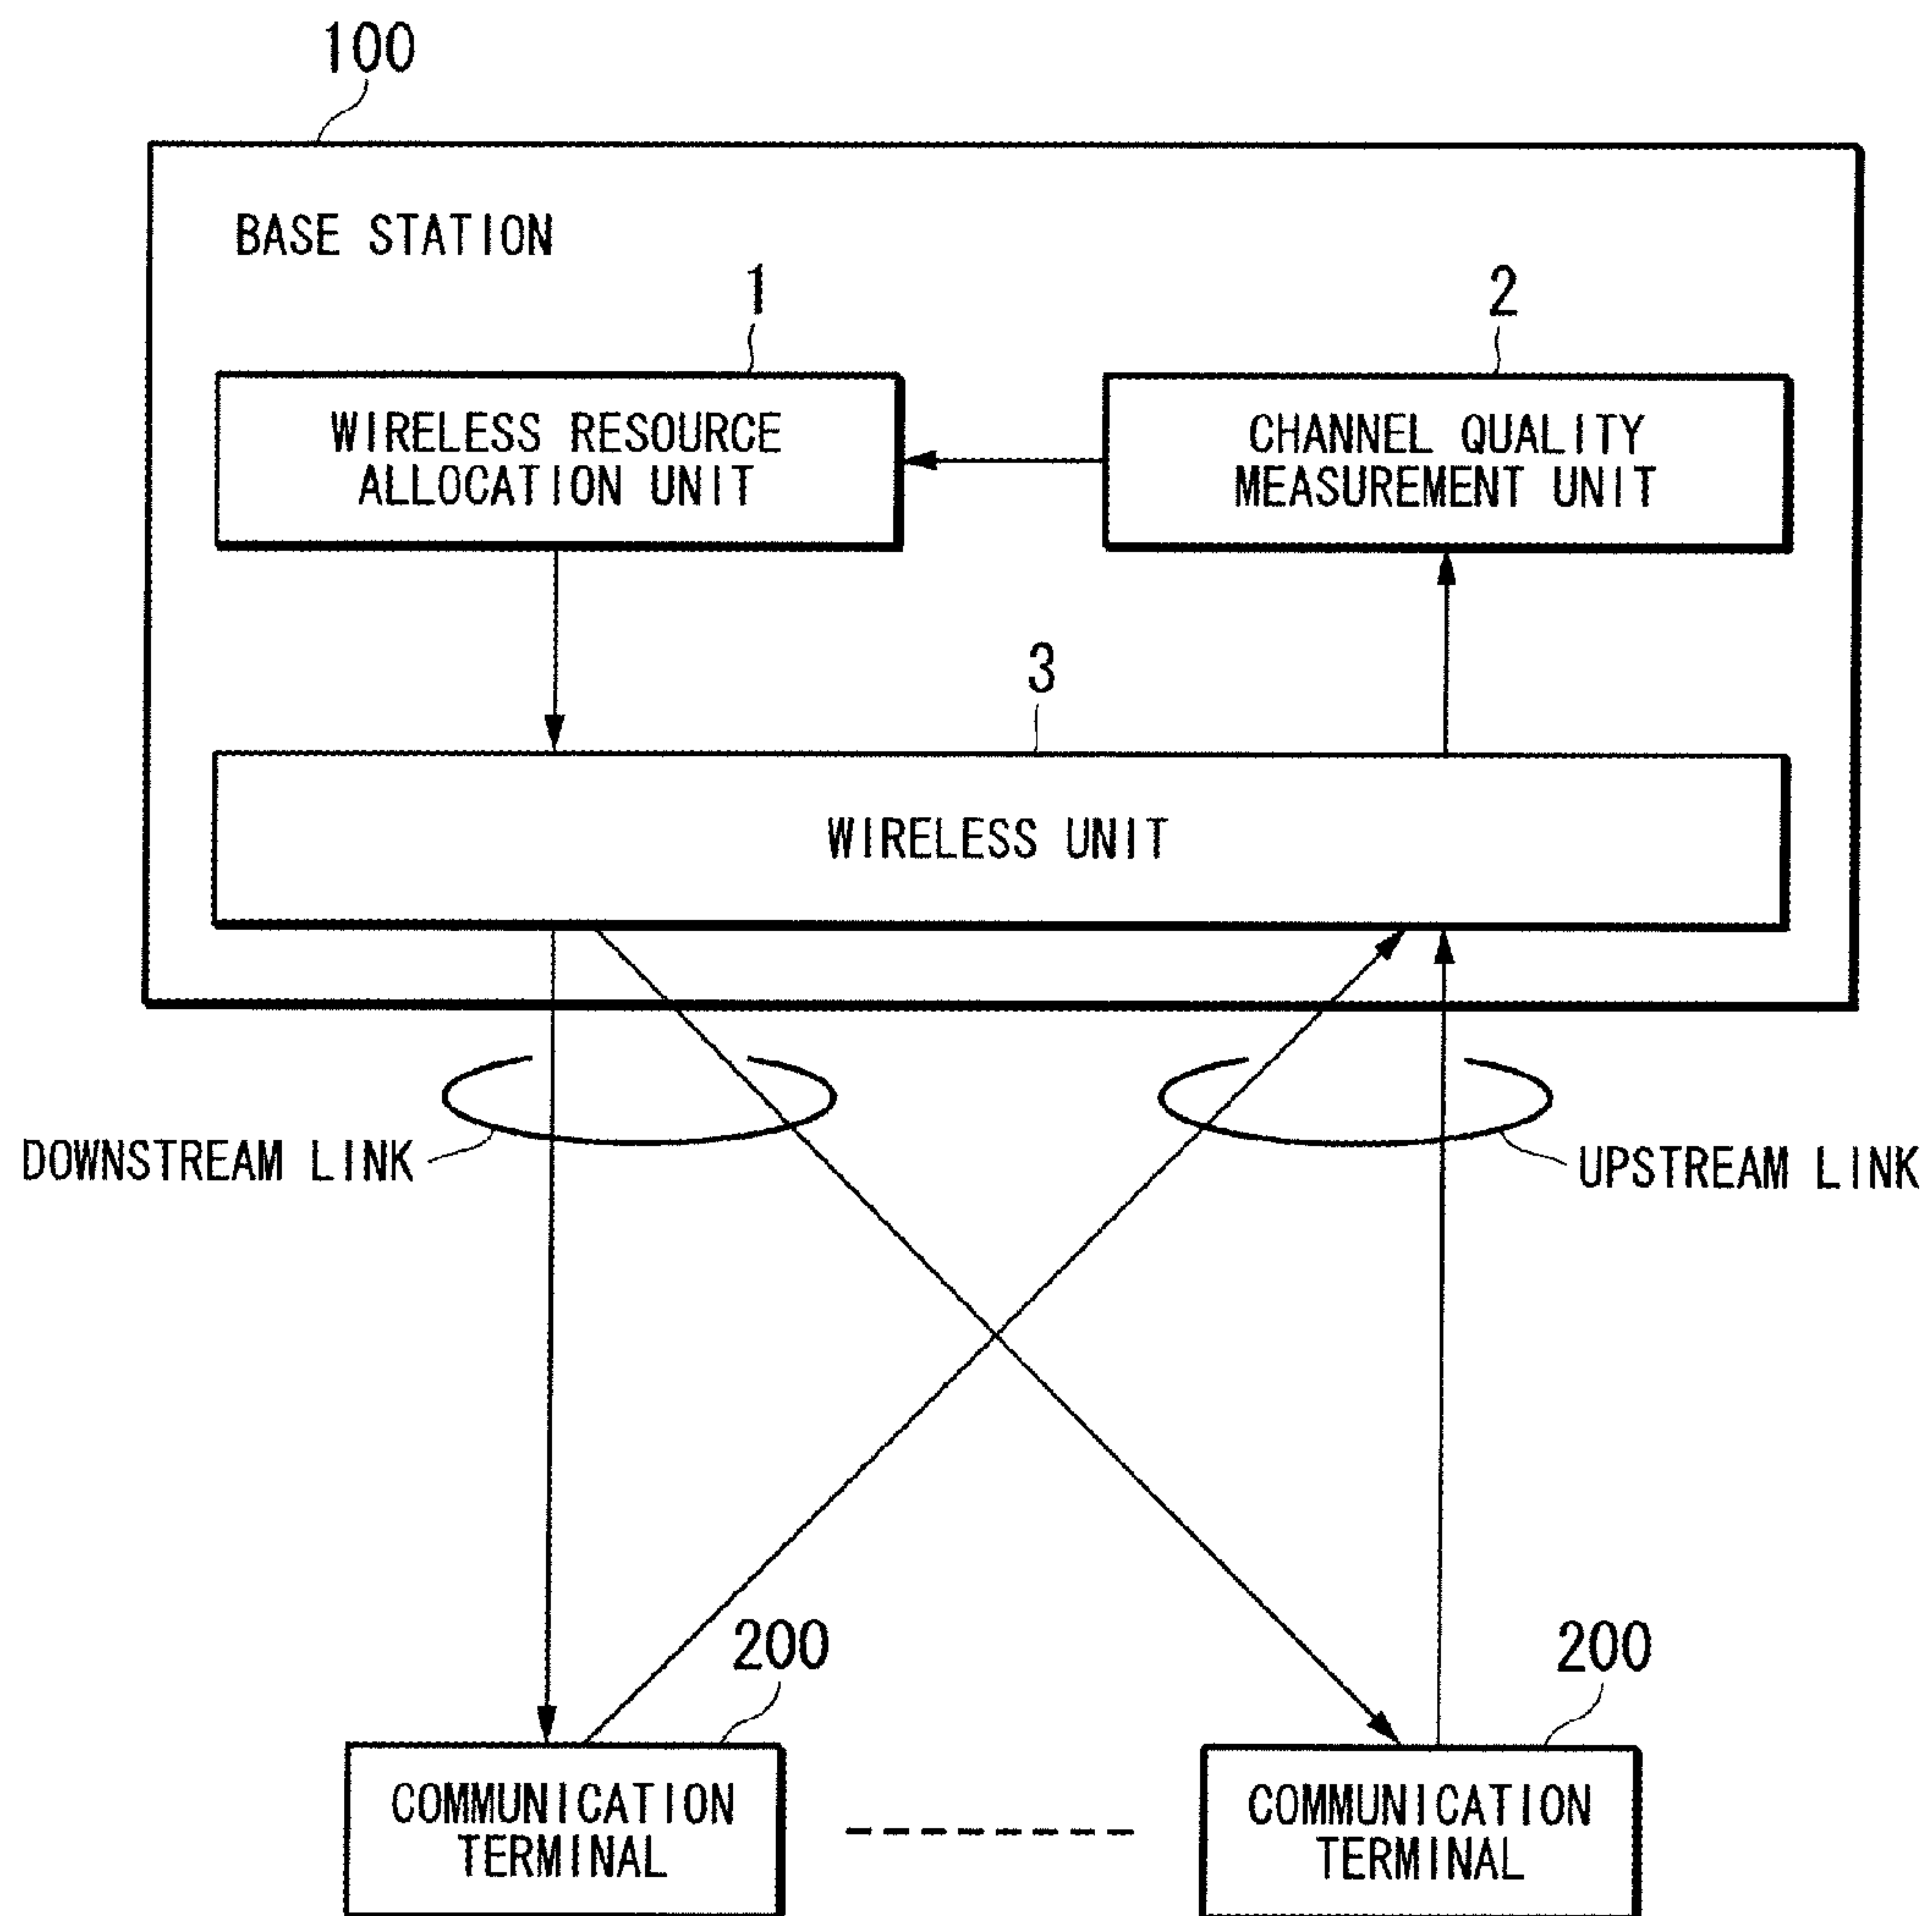 100
BASE STATION
1
2
WIRELESS RESOURCE
ALLOCATION UNIT
CHANNEL QUALITY
MEASUREMENT UNIT
3
WIRELESS UNIT
DOWNSTREAM LINK
UPSTREAM LINK
200
200
COMMUNICATION
TERMINAL
COMMUNICATION
TERMINAL